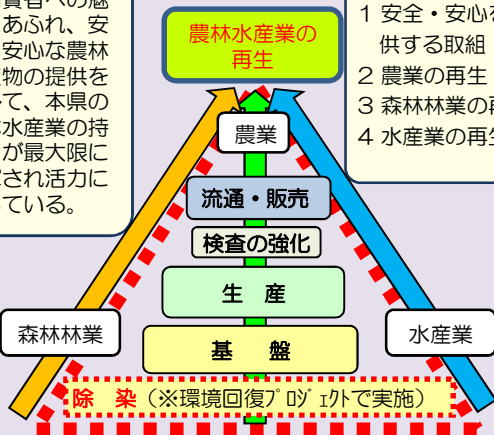 費者への魅
あふれ、安
安心な農林
物の提供を
て、本県の
水産業の持
が最大限に
され活力に
ている。
農林水産業の
再生
1 安全・安心な
供する取組
2 農業の再生
3 森林林業の再
4 水産業の再生
農業
流通・販売
検査の強化
生 産
森林林業
水産業
基 盤
除 染（※環境回復プロジェクトで実施）